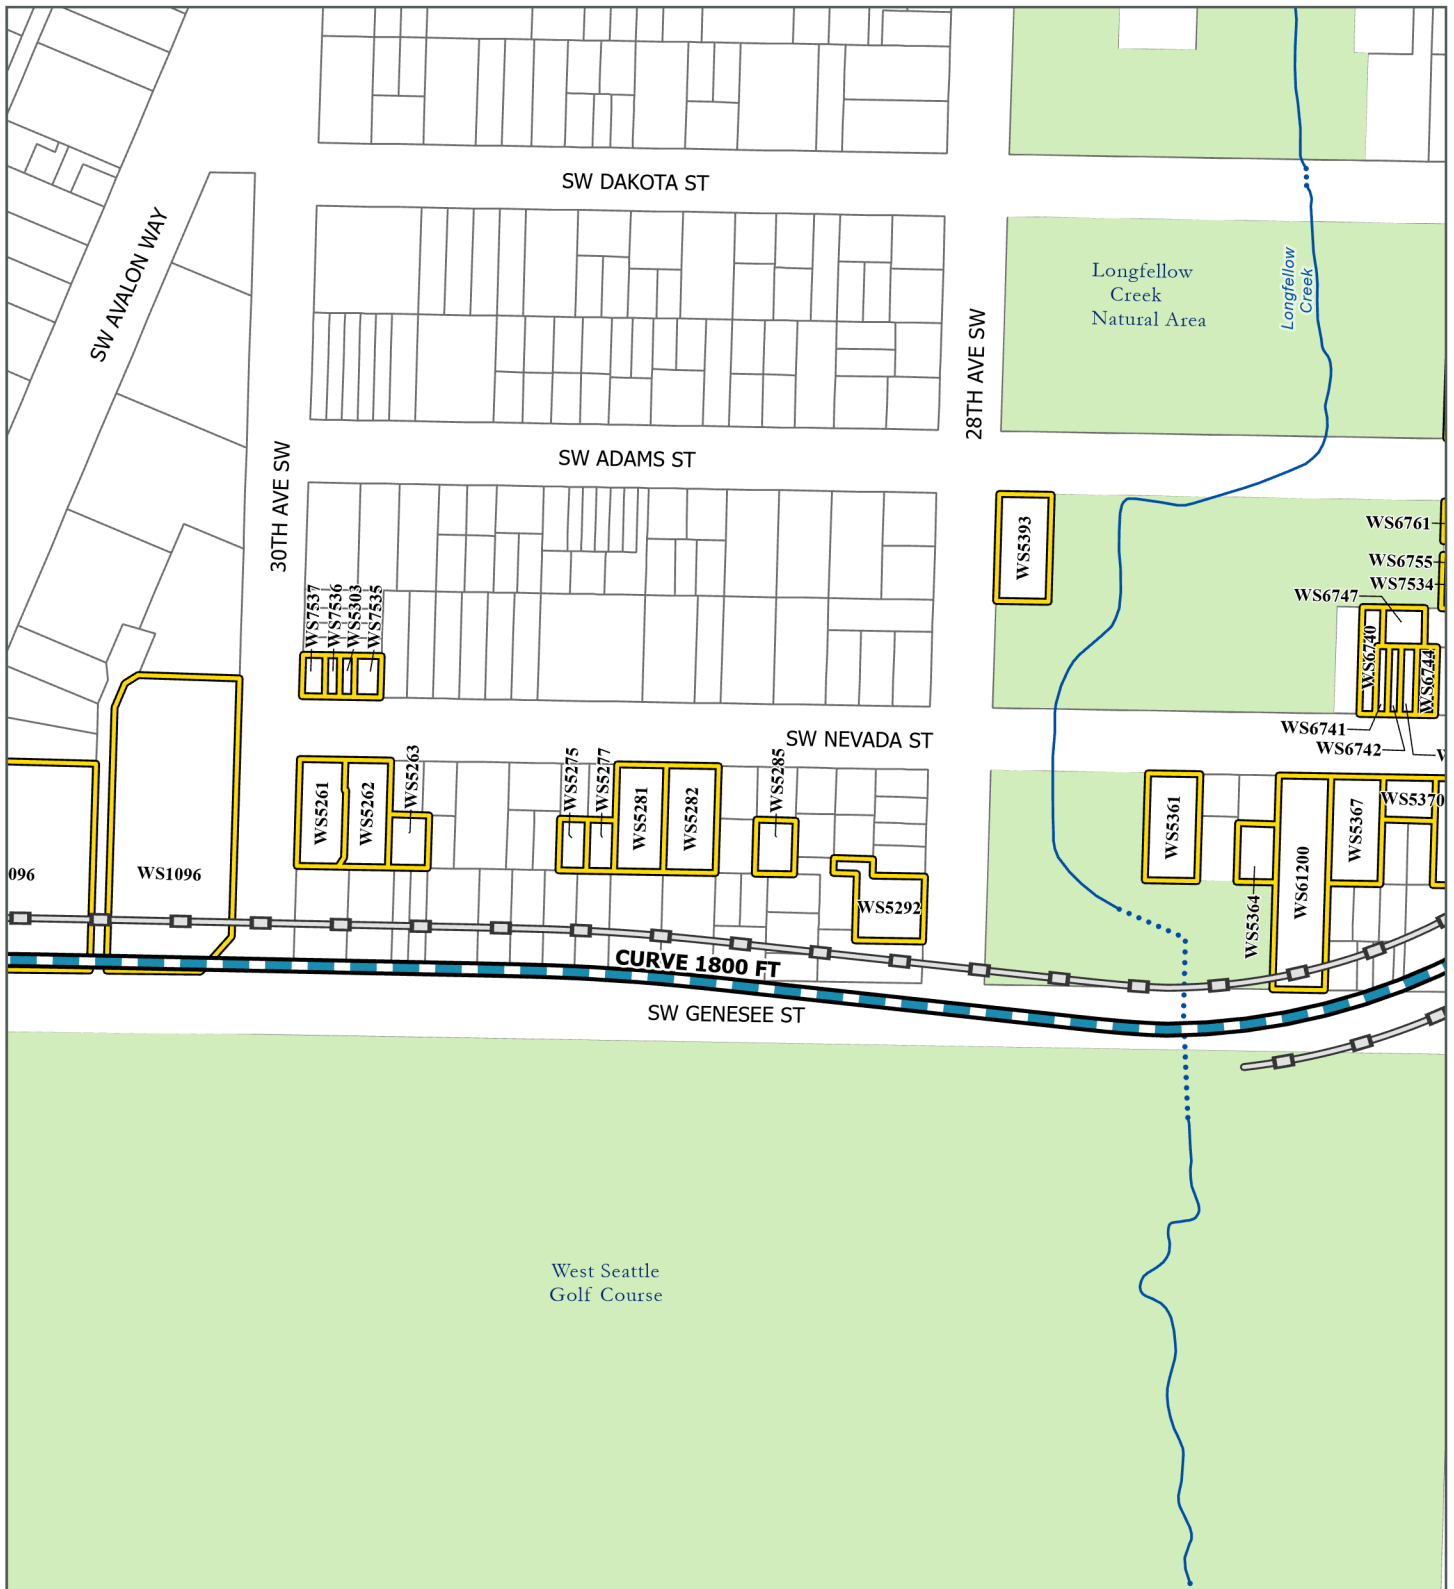 SW DAKOTA ST
SW AVALON WAY
Longfellow
Creek
Natural Area
Longfellow
Creek
28TH AVE SW
SW ADAMS ST
30TH AVE SW
WS5393
WS6761
WS6755
WS7534
WS6747
WS7537
WS7536
WS5303
WS7535
WS6740
WS6744
WS6741
WS6742
SW NEVADA ST
WS5263
WS5275
WS5277
WS5285
WS5261
WS5262
WS5281
WS5282
WS5361
WS5367
WS5370
096
WS1096
WS61200
WS5292
WS5364
CURVE 1800 FT
SW GENESEE ST
West Seattle
Golf Course